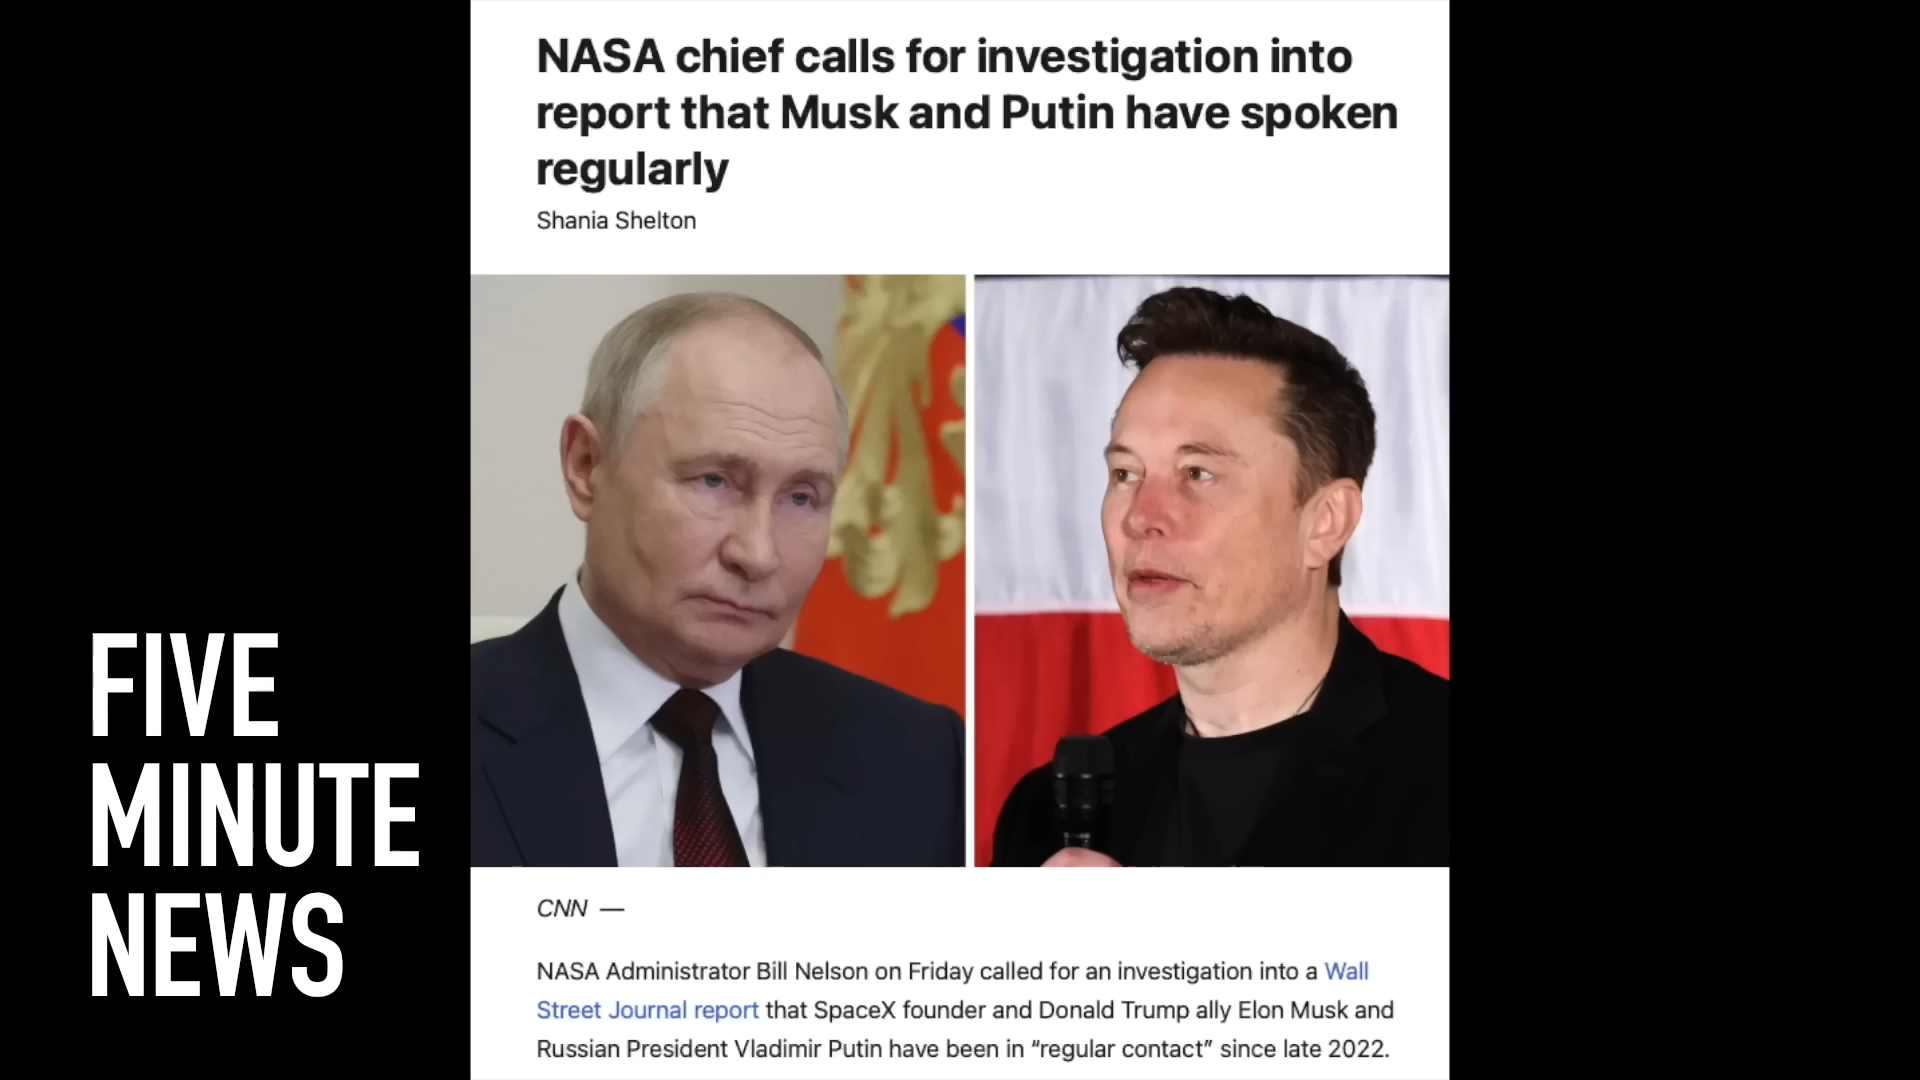 NASA chief calls for investigation into
report that Musk and Putin have spoken
regularly
Shania Shelton
FIVE
MINUTE
NEWS
CNN —
NASA Administrator Bill Nelson on Friday called for an investigation into a Wall
Street Journal report that SpaceX founder and Donald Trump ally Elon Musk and
Russian President Vladimir Putin have been in “regular contact” since late 2022.